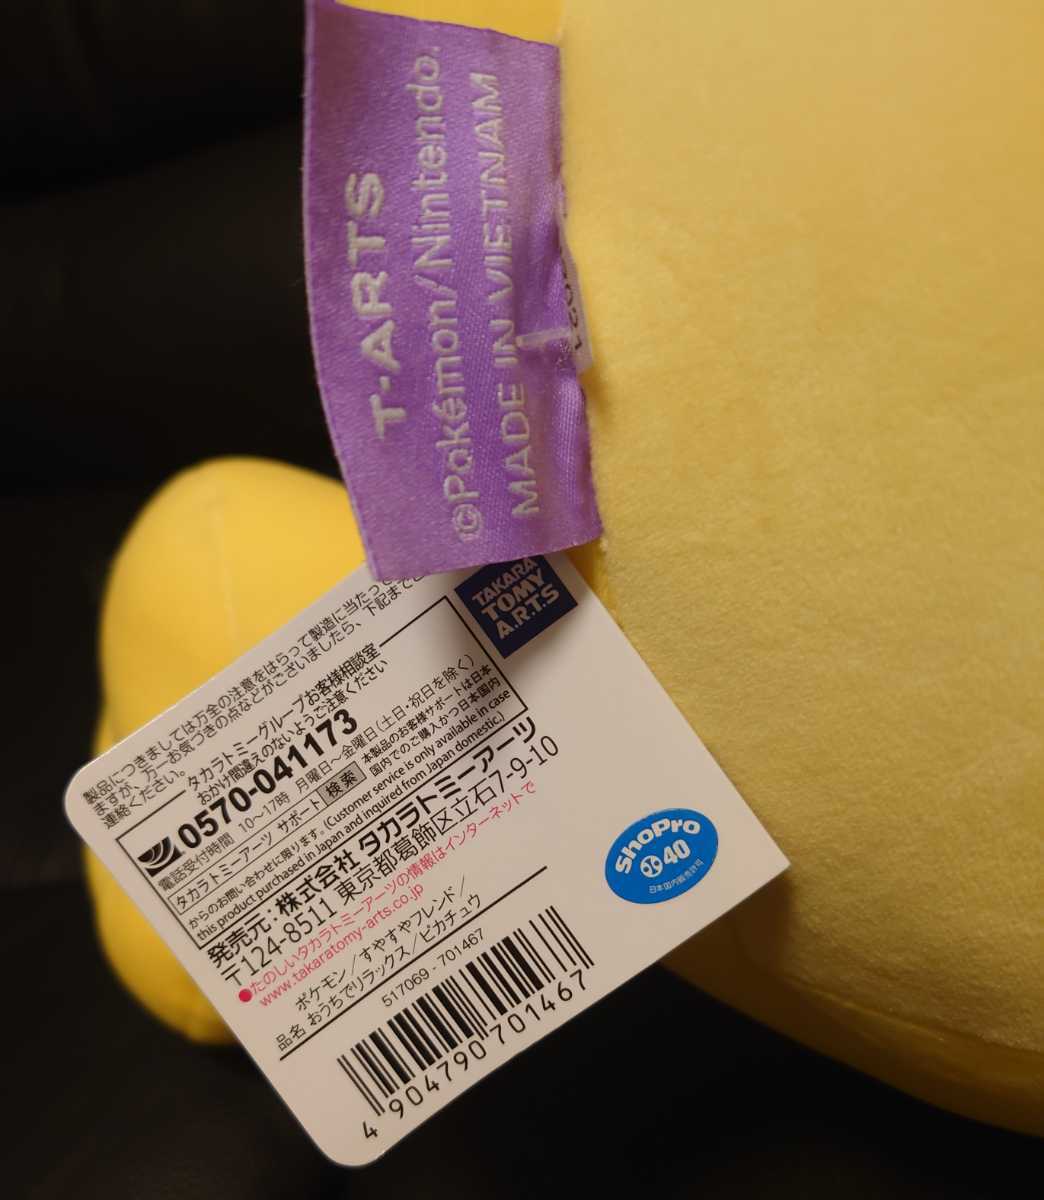 T-ARTS
©Pokémon/Nintendo.
MADE IN VIETNAM
TAKARA
TOMY
A.R.T.S
製品につきましては万全の注意をはらって製造に当たって
ますが、万一お気づきの点などがございましたら、下記まで
連絡ください。
タカラトミーグループお客様相談室
おかけ間違えのないようご注意ください
0570-041173
電話受付時間 10~17時 月曜日~金曜日(土日・祝日を除く)
タカラトミーアーツ サポート 検索
本製品のお客様サポートは日本
国内でのご購入かつ日本国内
からのお問い合わせに限ります。(Customer service is only available in case
this product purchased in Japan and inquired from Japan domestic.)
発売元:株式会社タカラトミーアーツ
〒124-8511 東京都葛飾区立石7-9-10
●たのしいタカラトミーアーツの情報はインターネットで
www.takaratomy-arts.co.jp
ポケモン/すやすやフレンド/
品名 おうちでリラックス/ピカチュウ
517069-701467
4 904790 701467
ShoPro
40
日本国内販売許可